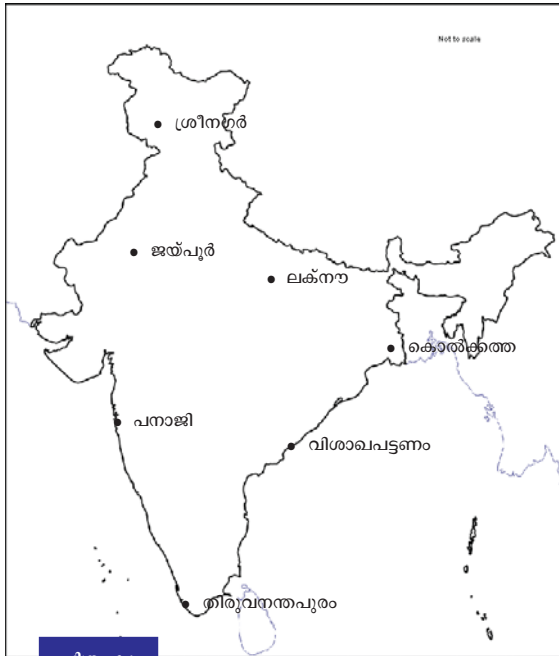 Not to scale
ശ്രീനഗർ
ജയ്പൂർ
ലക്നൗ
കൊൽക്കത്ത
പനാജി
വിശാഖപട്ടണം
തിരുവനന്തപുരം